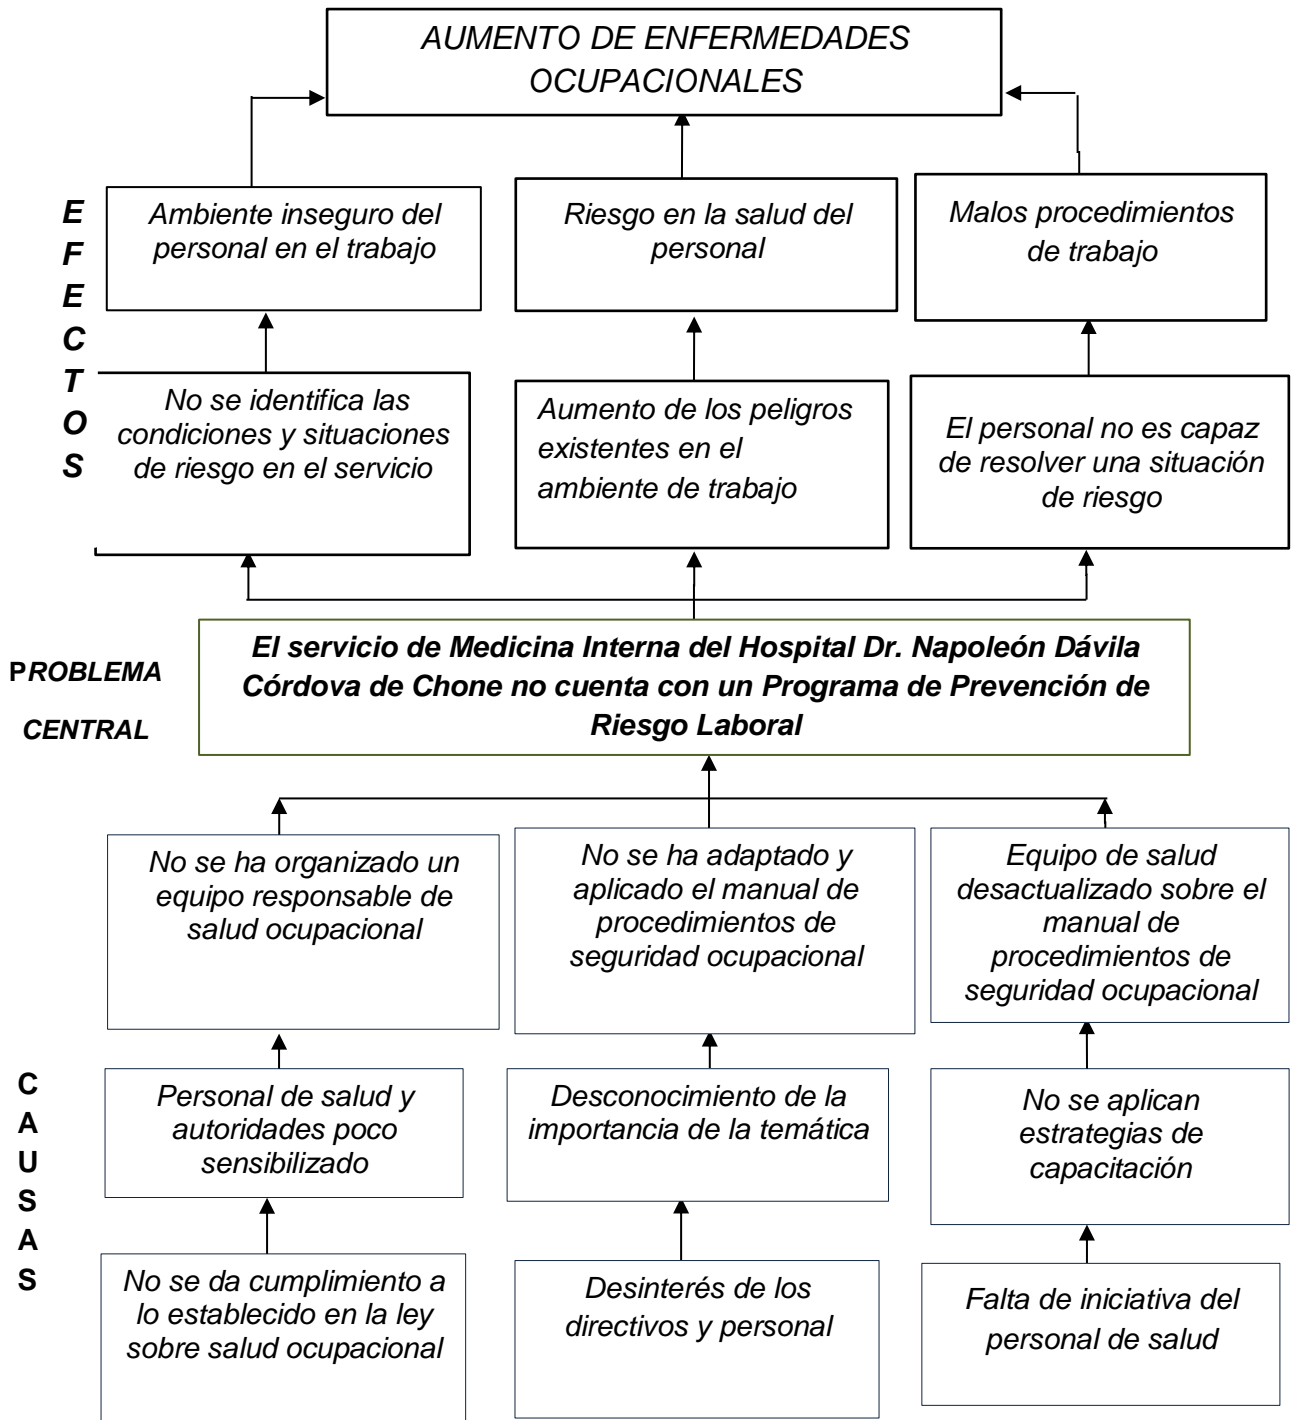 AUMENTO DE ENFERMEDADES
OCUPACIONALES
EFECTOS
Ambiente inseguro del
personal en el trabajo
Riesgo en la salud del
personal
Malos procedimientos
de trabajo
No se identifica las
condiciones y situaciones
de riesgo en el servicio
Aumento de los peligros
existentes en el
ambiente de trabajo
El personal no es capaz
de resolver una situación
de riesgo
PROBLEMA
CENTRAL
El servicio de Medicina Interna del Hospital Dr. Napoleón Dávila
Córdova de Chone no cuenta con un Programa de Prevención de
Riesgo Laboral
No se ha organizado un
equipo responsable de
salud ocupacional
No se ha adaptado y
aplicado el manual de
procedimientos de
seguridad ocupacional
Equipo de salud
desactualizado sobre el
manual de
procedimientos de
seguridad ocupacional
CAUSAS
Personal de salud y
autoridades poco
sensibilizado
Desconocimiento de la
importancia de la temática
No se aplican
estrategias de
capacitación
No se da cumplimiento a
lo establecido en la ley
sobre salud ocupacional
Desinterés de los
directivos y personal
Falta de iniciativa del
personal de salud